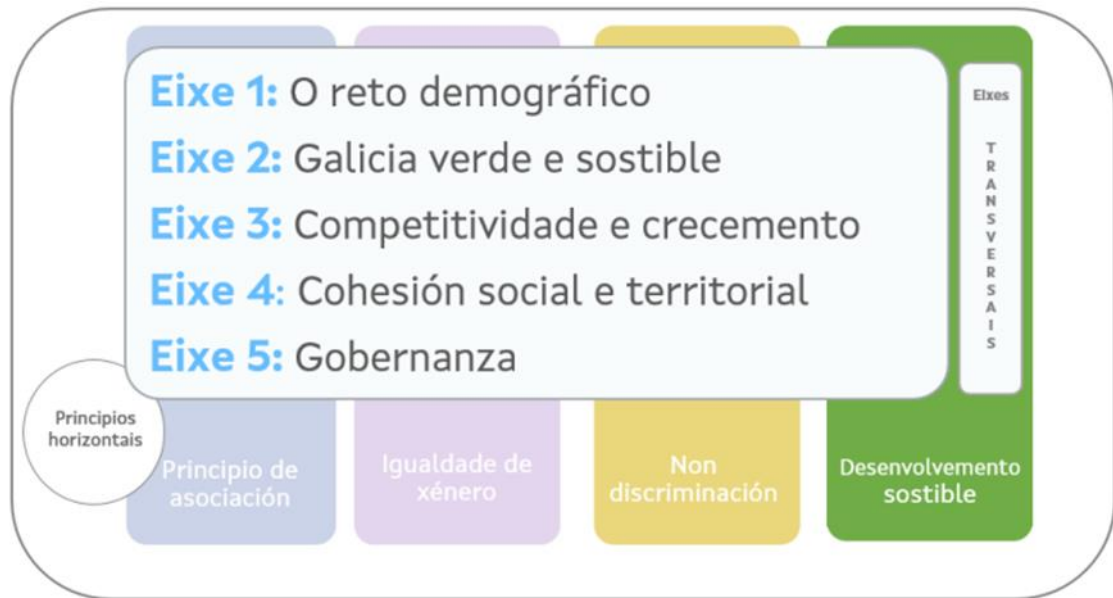 Eixe 1: O reto demográfico
Eixe 2: Galicia verde e sostible
Eixe 3: Competitividade e crecemento
Eixe 4: Cohesión social e territorial
Eixe 5: Gobernanza
Eixes
TRANSVERSAIS
Principios
horizontais
Principio de
asociación
Igualdade de
xénero
Non
discriminación
Desenvolvemento
sostible